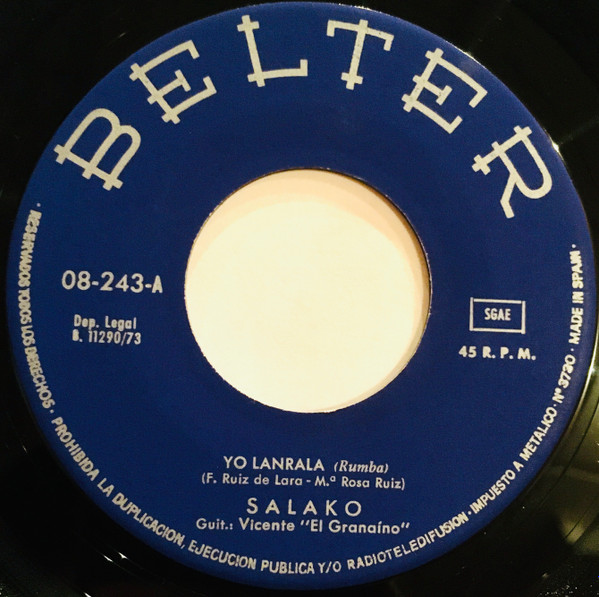 BELTER
08-243-A
Dep. Legal
B. 11290/73
SGAE
45 R. P. M.
YO LANRALA (Rumba)
(F. Ruiz de Lara - M.ª Rosa Ruiz)
SALAKO
Guit.: Vicente "El Granaíno"
· RESERVADOS TODOS LOS DERECHOS · PROHIBIDA LA DUPLICACION, EJECUCION PUBLICA Y/O RADIOTELEDIFUSION · IMPUESTO A METALICO · Nº 3720 · MADE IN SPAIN ·